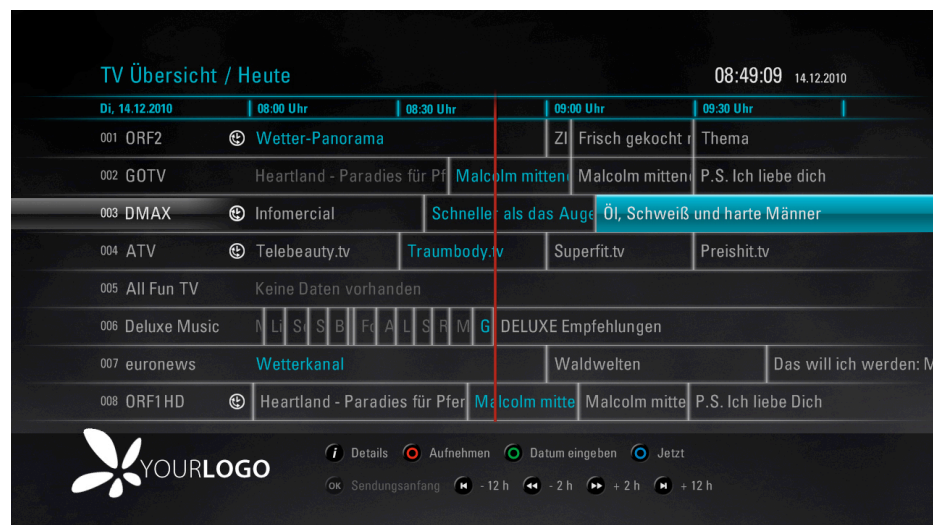 TV Übersicht / Heute 08:49:09 14.12.2010
Di, 14.12.2010 08:00 Uhr 08:30 Uhr 09:00 Uhr 09:30 Uhr
001 ORF2 Wetter-Panorama ZI Frisch gekocht Thema
002 GOTV Heartland - Paradies für Pf Malcolm mitten Malcolm mitten P.S. Ich liebe dich
003 DMAX Infomercial Schneller als das Auge Öl, Schweiß und harte Männer
004 ATV Telebeauty.tv Traumbody.tv Superfit.tv Preishit.tv
005 All Fun TV Keine Daten vorhanden
006 Deluxe Music Li S S B F A L S R M G DELUXE Empfehlungen
007 euronews Wetterkanal Waldwelten Das will ich werden: M
008 ORF1HD Heartland - Paradies für Pfer Malcolm mitte Malcolm mitte P.S. Ich liebe Dich
YOURLOGO
i Details Aufnehmen Datum eingeben Jetzt
OK Sendungsanfang - 12 h - 2 h + 2 h + 12 h